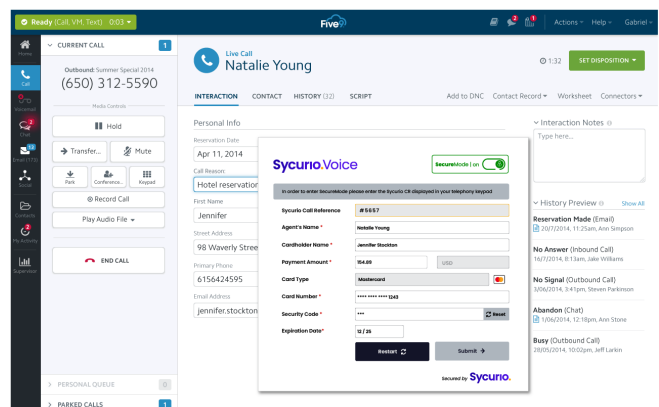 Ready (Call, VM, Text) 0:03
Five9
2
1
Actions
Help
Gabriel
Home
Call
Voicemail
2
Chat
13
Email (170)
Social
Contacts
2
My Activity
Supervisor
CURRENT CALL
1
Outbound: Summer Special 2014
(650) 312-5590
Media Controls
Hold
Transfer...
Mute
Park
Conference...
Keypad
Record Call
Play Audio File
END CALL
PERSONAL QUEUE
0
PARKED CALLS
1
Live Call
Natalie Young
1:32
SET DISPOSITION
INTERACTION
CONTACT
HISTORY (32)
SCRIPT
Add to DNC
Contact Record
Worksheet
Connectors
Personal Info
Reservation Date
Apr 11, 2014
Call Reason:
Hotel reservation
First Name
Jennifer
Street Address
98 Waverly Stree
Primary Phone
6156424595
Email Address
jennifer.stockton
Sycurio.Voice
SecureMode | on
In order to enter SecureMode please enter the Sycurio CR displayed in your telephony keypad
Sycurio Call Reference
#5657
Agent's Name *
Natalie Young
Cardholder Name *
Jennifer Stockton
Payment Amount *
154.89
USD
Card Type
Mastercard
Card Number *
**** **** **** 1243
Security Code *
***
Reset
Expiration Date*
12 / 25
Restart
Submit
Secured by Sycurio.
Interaction Notes
Type here...
History Preview
Show All
Reservation Made (Email)
20/7/2014, 11:25am, Ann Simpson
No Answer (Inbound Call)
16/7/2014, 8:13am, Jake Williams
No Signal (Outbound Call)
3/06/2014, 3:41pm, Steven Parkinson
Abandon (Chat)
1/06/2014, 12:18pm, Ann Stone
Busy (Outbound Call)
28/05/2014, 10:02pm, Jeff Larkin